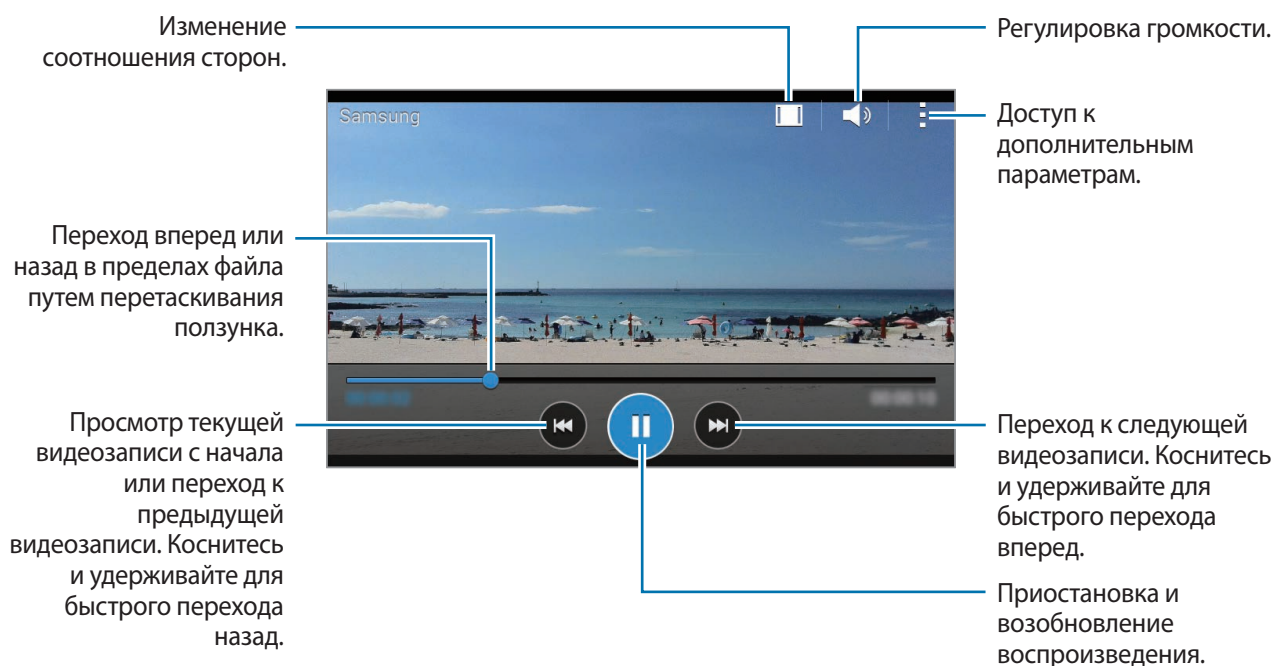 Изменение
соотношения сторон.
Регулировка громкости.
Samsung
Доступ к
дополнительным
параметрам.
Переход вперед или
назад в пределах файла
путем перетаскивания
ползунка.
Просмотр текущей
видеозаписи с начала
или переход к
предыдущей
видеозаписи. Коснитесь
и удерживайте для
быстрого перехода
назад.
Переход к следующей
видеозаписи. Коснитесь
и удерживайте для
быстрого перехода
вперед.
Приостановка и
возобновление
воспроизведения.